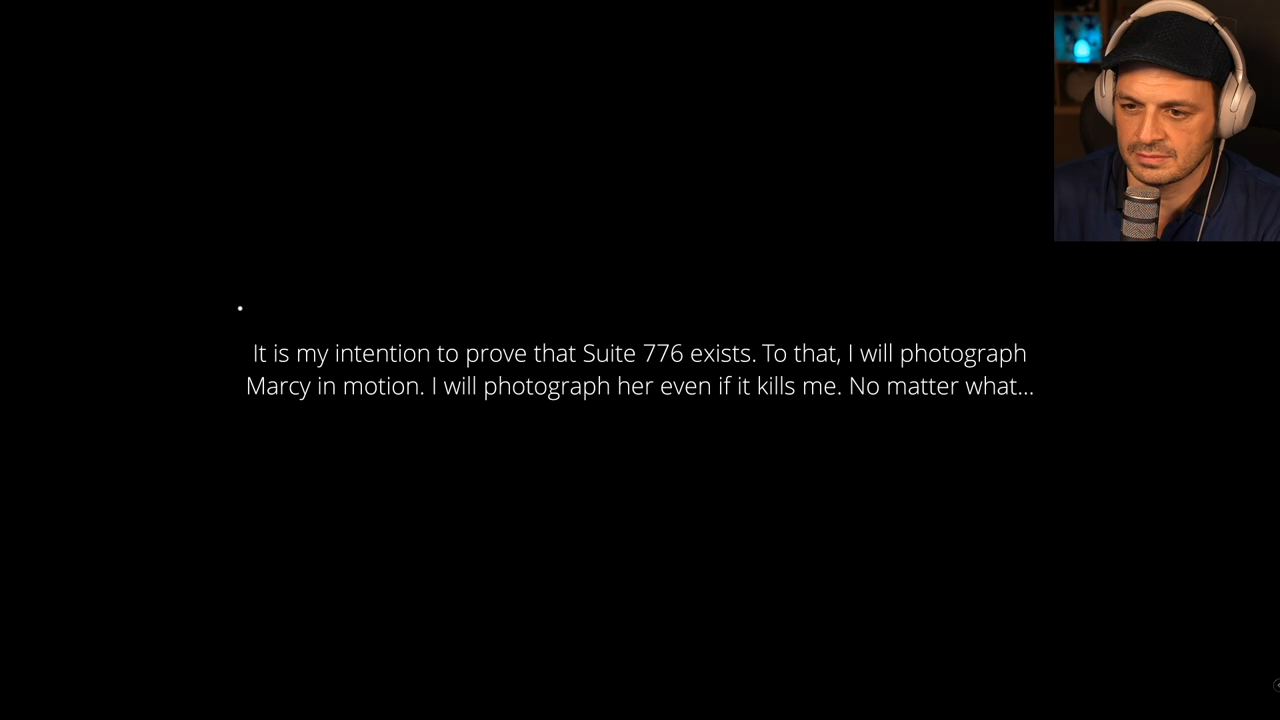 It is my intention to prove that Suite 776 exists. To that, I will photograph
Marcy in motion. I will photograph her even if it kills me. No matter what...